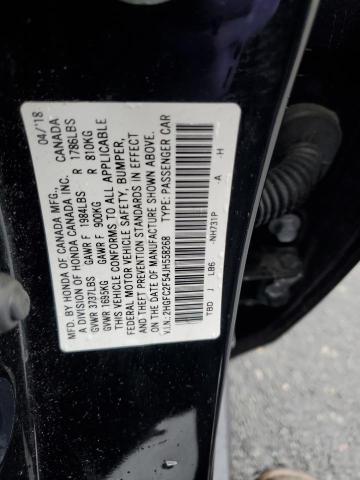 MFD. BY HONDA OF CANADA MFG., 04/'18
A DIVISION OF HONDA CANADA INC. CANADA
GVWR 3737LBS GAWR F 1984LBS R 1786LBS
GVWR 1695KG GAWR F 900KG R 810KG
THIS VEHICLE CONFORMS TO ALL APPLICABLE
FEDERAL MOTOR VEHICLE SAFETY, BUMPER,
AND THEFT PREVENTION STANDARDS IN EFFECT
ON THE DATE OF MANUFACTURE SHOWN ABOVE.
V.I.N.: 2HGFC2F54JH558268 TYPE: PASSENGER CAR
TBD J LB6 -NH731P -A -H